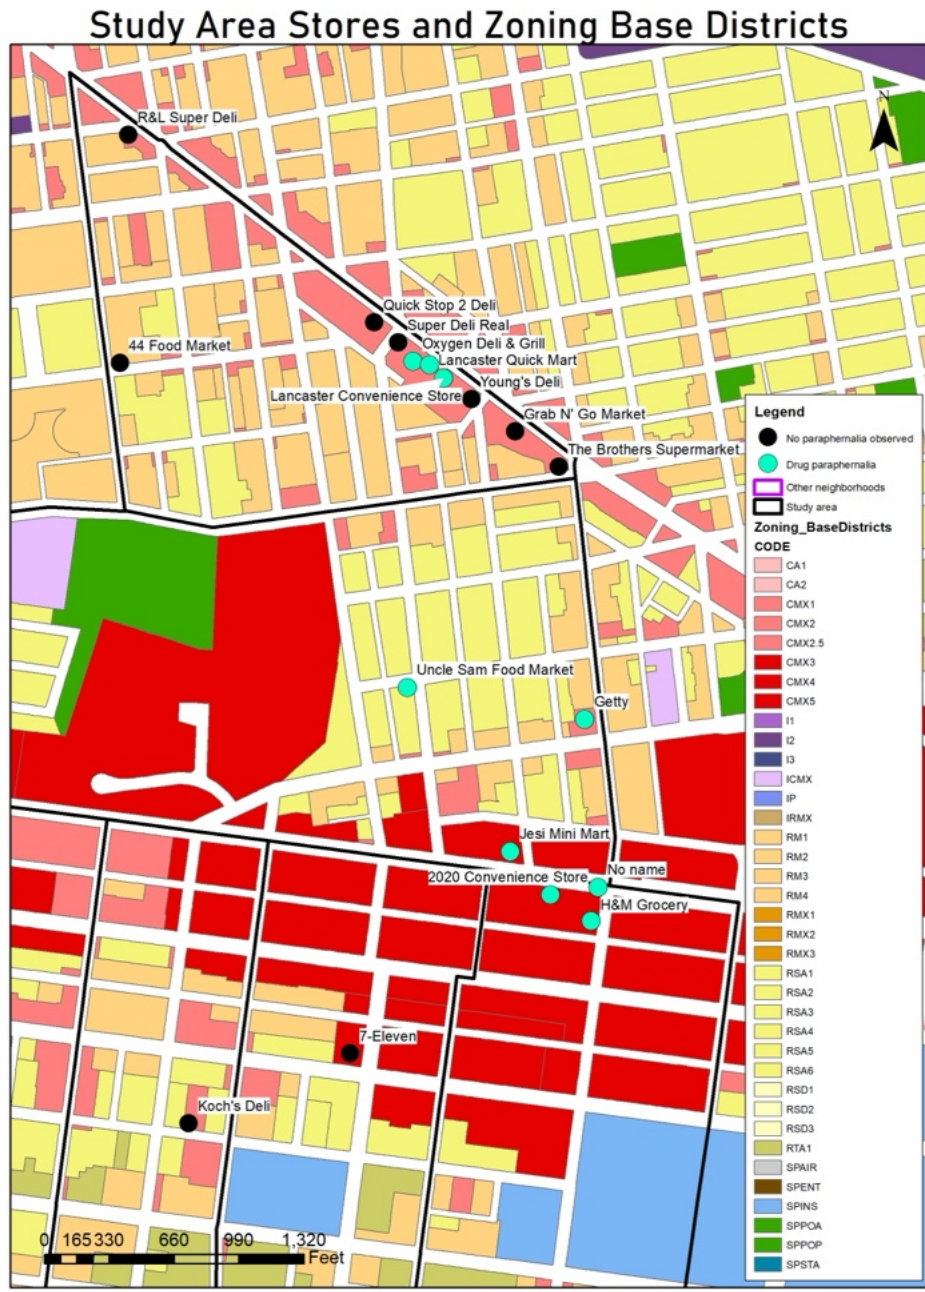 Study Area Stores and Zoning Base Districts
N
R&L Super Deli
Quick Stop 2 Deli
Super Deli Real
Oxygen Deli & Grill
44 Food Market
Lancaster Quick Mart
Young's Deli
Lancaster Convenience Store
Grab N' Go Market
The Brothers Supermarket
Uncle Sam Food Market
Getty
Jesi Mini Mart
No name
2020 Convenience Store
H&M Grocery
7-Eleven
Koch's Deli
0 165 330 660 990 1,320
Feet
Legend
No paraphernalia observed
Drug paraphernalia
Other neighborhoods
Study area
Zoning_BaseDistricts
CODE
CA1
CA2
CMX1
CMX2
CMX2.5
CMX3
CMX4
CMX5
I1
I2
I3
ICMX
IP
IRMX
RM1
RM2
RM3
RM4
RMX1
RMX2
RMX3
RSA1
RSA2
RSA3
RSA4
RSA5
RSA6
RSD1
RSD2
RSD3
RTA1
SPAIR
SPENT
SPINS
SPPOA
SPPOP
SPSTA